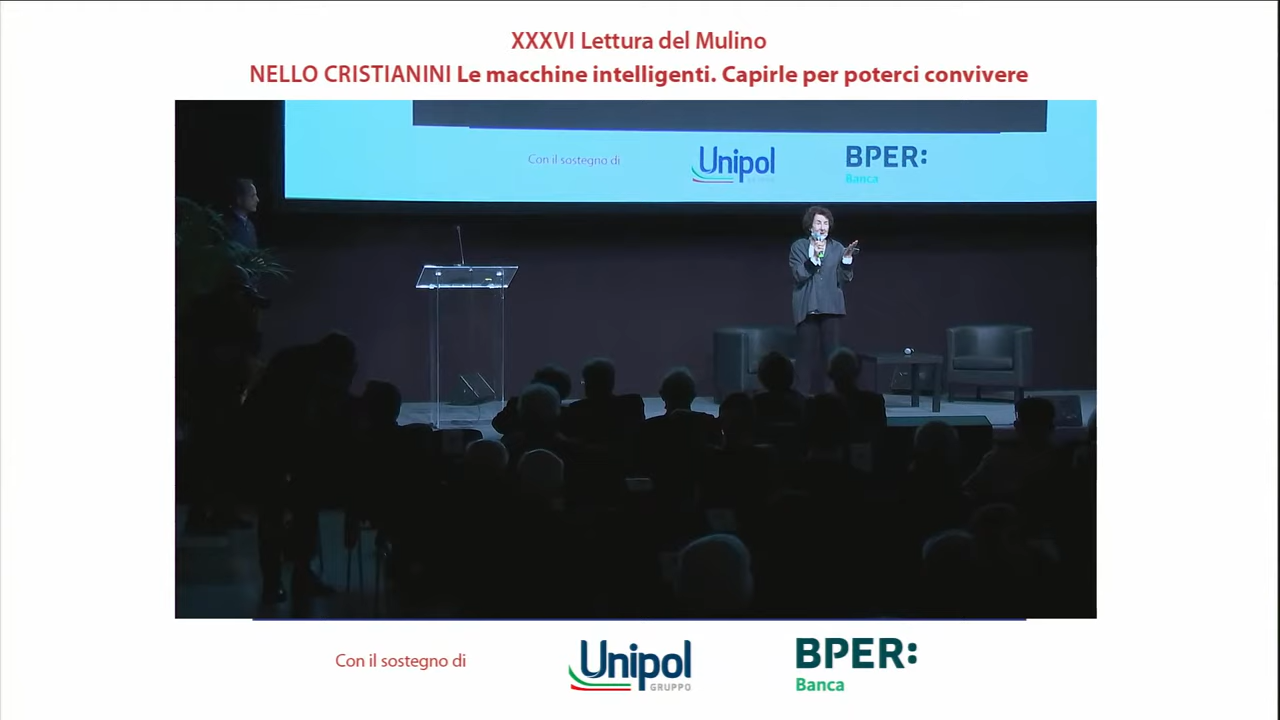 XXXVI Lettura del Mulino
NELLO CRISTIANINI Le macchine intelligenti. Capirle per poterci convivere
Con il sostegno di
Unipol
BPER:
Banca
Con il sostegno di
Unipol
GRUPPO
BPER:
Banca